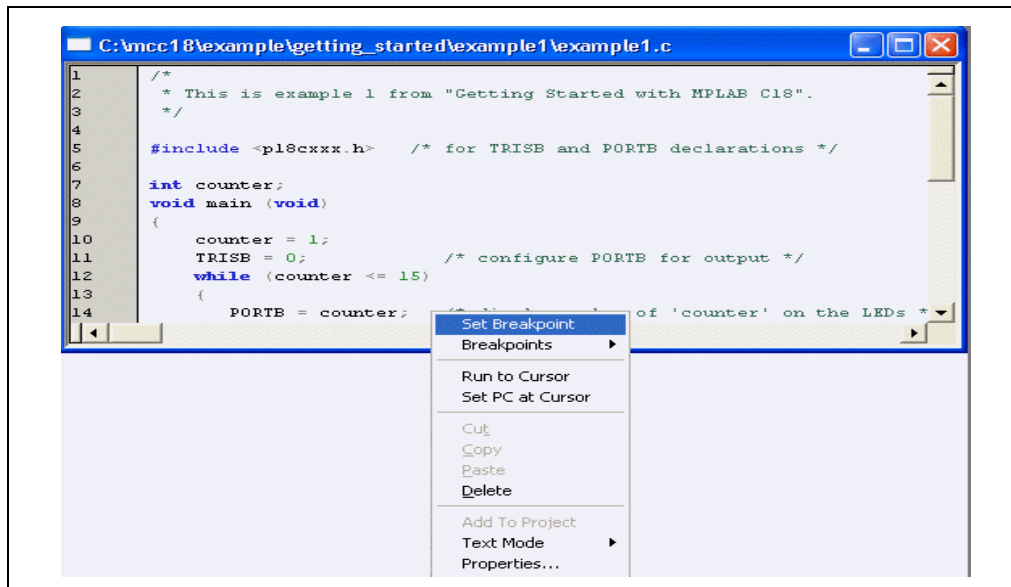 C:\mcc18\example\getting_started\example1\example1.c
1 /*
2 * This is example 1 from "Getting Started with MPLAB C18".
3 */
4
5 #include <p18cxxx.h> /* for TRISB and PORTB declarations */
6
7 int counter;
8 void main (void)
9 {
10 counter = 1;
11 TRISB = 0; /* configure PORTB for output */
12 while (counter <= 15)
13 {
14 PORTB = counter; of 'counter' on the LEDs *
Set Breakpoint
Breakpoints
Run to Cursor
Set PC at Cursor
Cut
Copy
Paste
Delete
Add To Project
Text Mode
Properties...